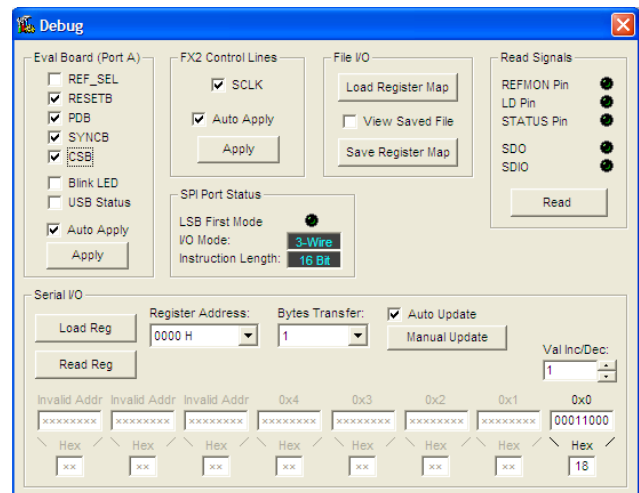 Debug
Eval Board (Port A)
REF_SEL
RESETB
PDB
SYNCB
CSB
Blink LED
USB Status
Auto Apply
Apply
FX2 Control Lines
SCLK
Auto Apply
Apply
File I/O
Load Register Map
View Saved File
Save Register Map
Read Signals
REFMON Pin
LD Pin
STATUS Pin
SDO
SDIO
Read
SPI Port Status
LSB First Mode
I/O Mode: 3-Wire
Instruction Length: 16 Bit
Serial I/O
Load Reg
Read Reg
Register Address:
0000 H
Bytes Transfer:
1
Auto Update
Manual Update
Val Inc/Dec:
1
Invalid Addr Invalid Addr Invalid Addr 0x4 0x3 0x2 0x1 0x0
xxxxxxxx xxxxxxxx xxxxxxxx xxxxxxxx xxxxxxxx xxxxxxxx xxxxxxxx 00011000
Hex Hex Hex Hex Hex Hex Hex Hex
xx xx xx xx xx xx xx 18